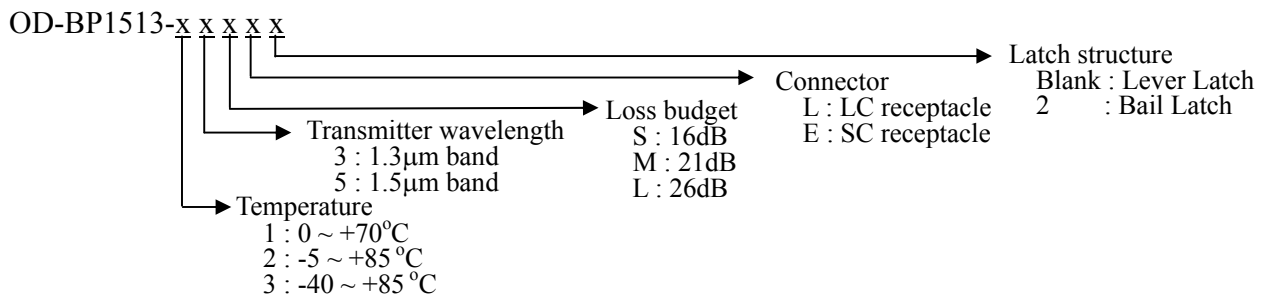 OD-BP1513-x x x x x
Latch structure
Blank : Lever Latch
2 : Bail Latch
Connector
L : LC receptacle
E : SC receptacle
Loss budget
S : 16dB
M : 21dB
L : 26dB
Transmitter wavelength
3 : 1.3μm band
5 : 1.5μm band
Temperature
1 : 0 ~ +70°C
2 : -5 ~ +85 °C
3 : -40 ~ +85 °C